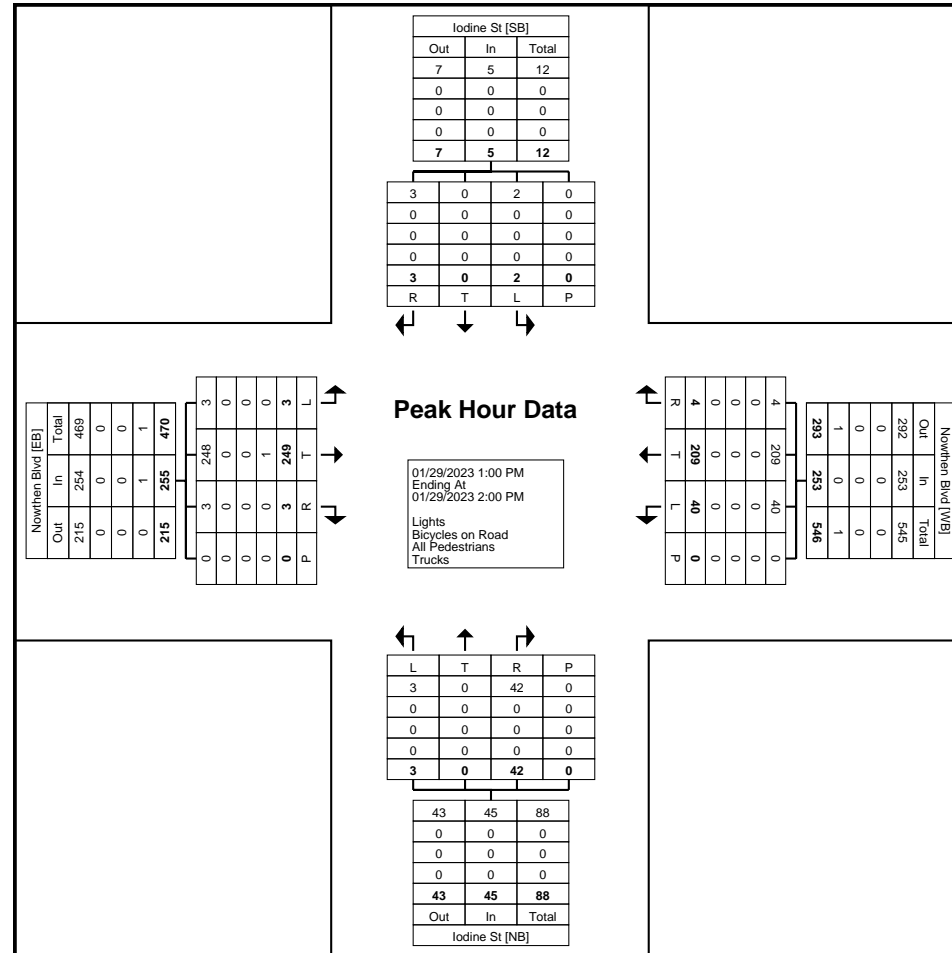 Iodine St [SB]
Out In Total
7 5 12
0 0 0
0 0 0
0 0 0
7 5 12
3 0 2 0
0 0 0 0
0 0 0 0
0 0 0 0
3 0 2 0
R T L P
Nowthen Blvd [EB]
Total In Out
469 254 215
0 0 0
0 0 0
1 1 0
470 255 215
3 248 3 0
0 0 0 0
0 0 0 0
0 1 0 0
3 249 3 0
L T R P
Peak Hour Data
01/29/2023 1:00 PM
Ending At
01/29/2023 2:00 PM
Lights
Bicycles on Road
All Pedestrians
Trucks
R T L P
4 209 40 0
0 0 0 0
0 0 0 0
0 0 0 0
4 209 40 0
Nowthen Blvd [WB]
Out In Total
292 253 545
0 0 0
0 0 0
1 0 1
293 253 546
L T R P
3 0 42 0
0 0 0 0
0 0 0 0
0 0 0 0
3 0 42 0
43 45 88
0 0 0
0 0 0
0 0 0
43 45 88
Out In Total
Iodine St [NB]